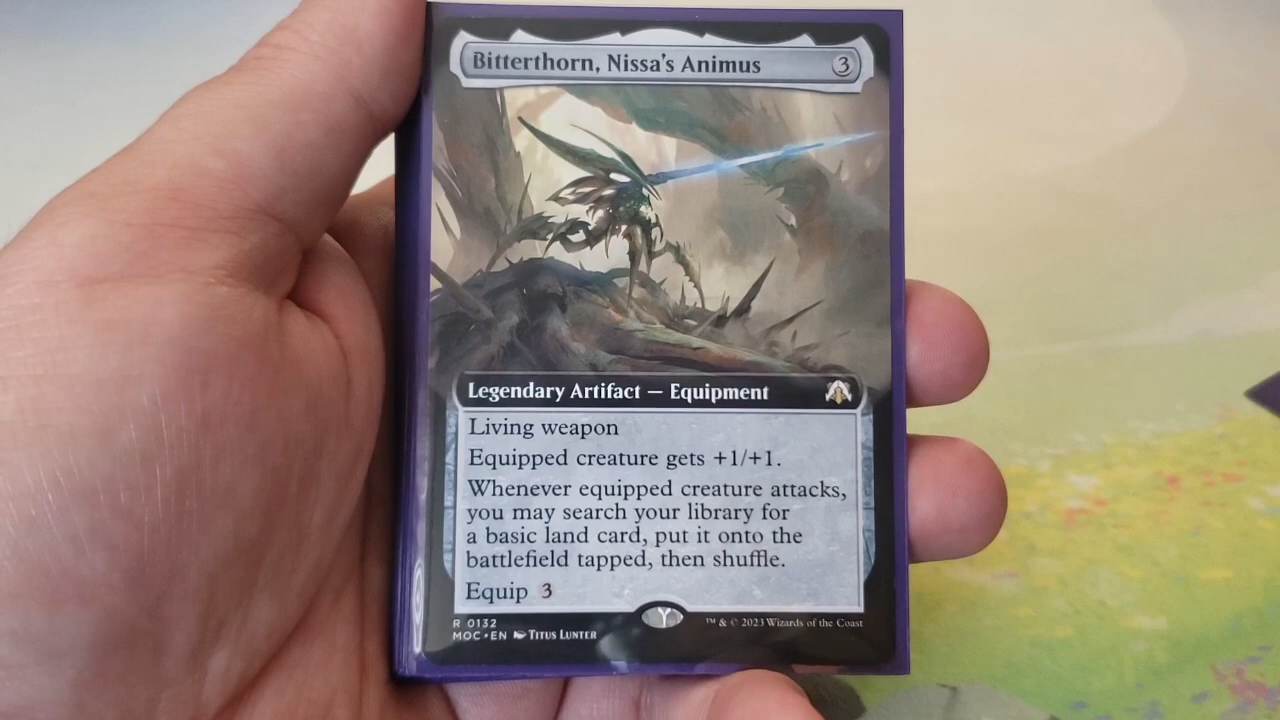 Bitterthorn, Nissa's Animus 3
Legendary Artifact — Equipment
Living weapon
Equipped creature gets +1/+1.
Whenever equipped creature attacks,
you may search your library for
a basic land card, put it onto the
battlefield tapped, then shuffle.
Equip 3
R 0132
MOC • EN Titus Lunter
™ & © 2023 Wizards of the Coast